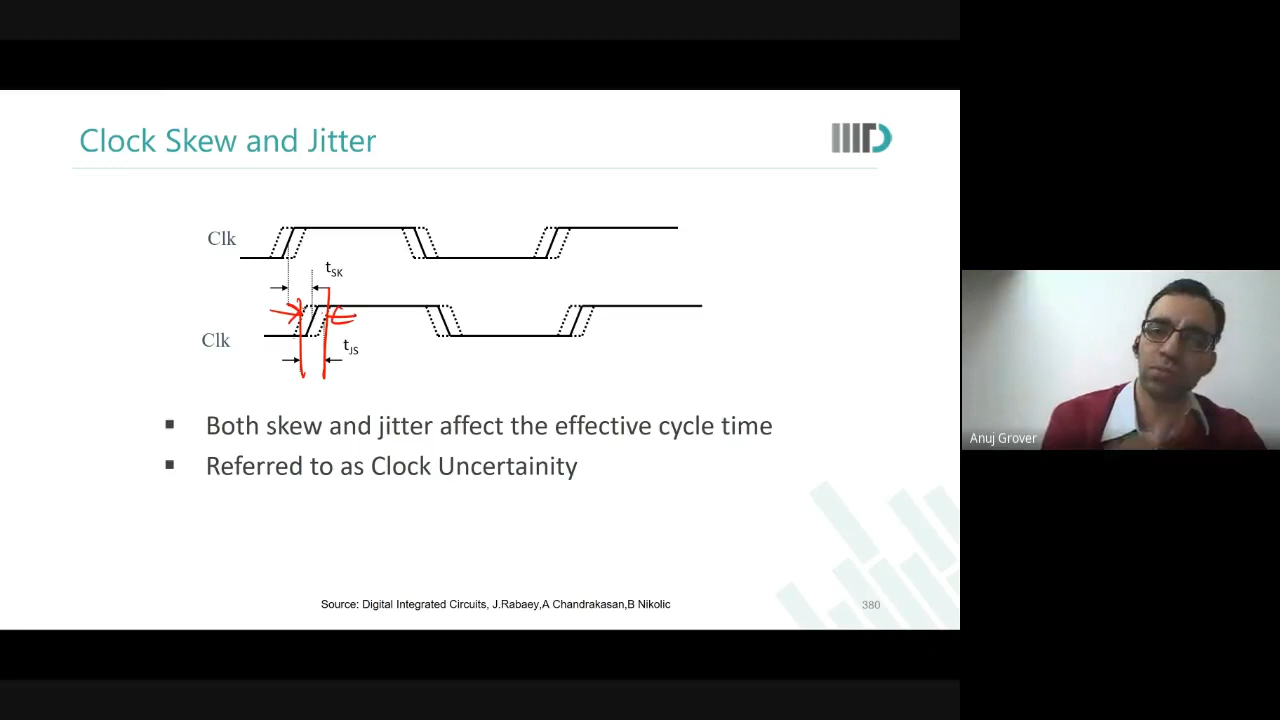 Clock Skew and Jitter
IIITD
Clk
tSK
Clk
tJS
Both skew and jitter affect the effective cycle time
Referred to as Clock Uncertainity
Source: Digital Integrated Circuits, J.Rabaey,A Chandrakasan,B Nikolic
380
Anuj Grover